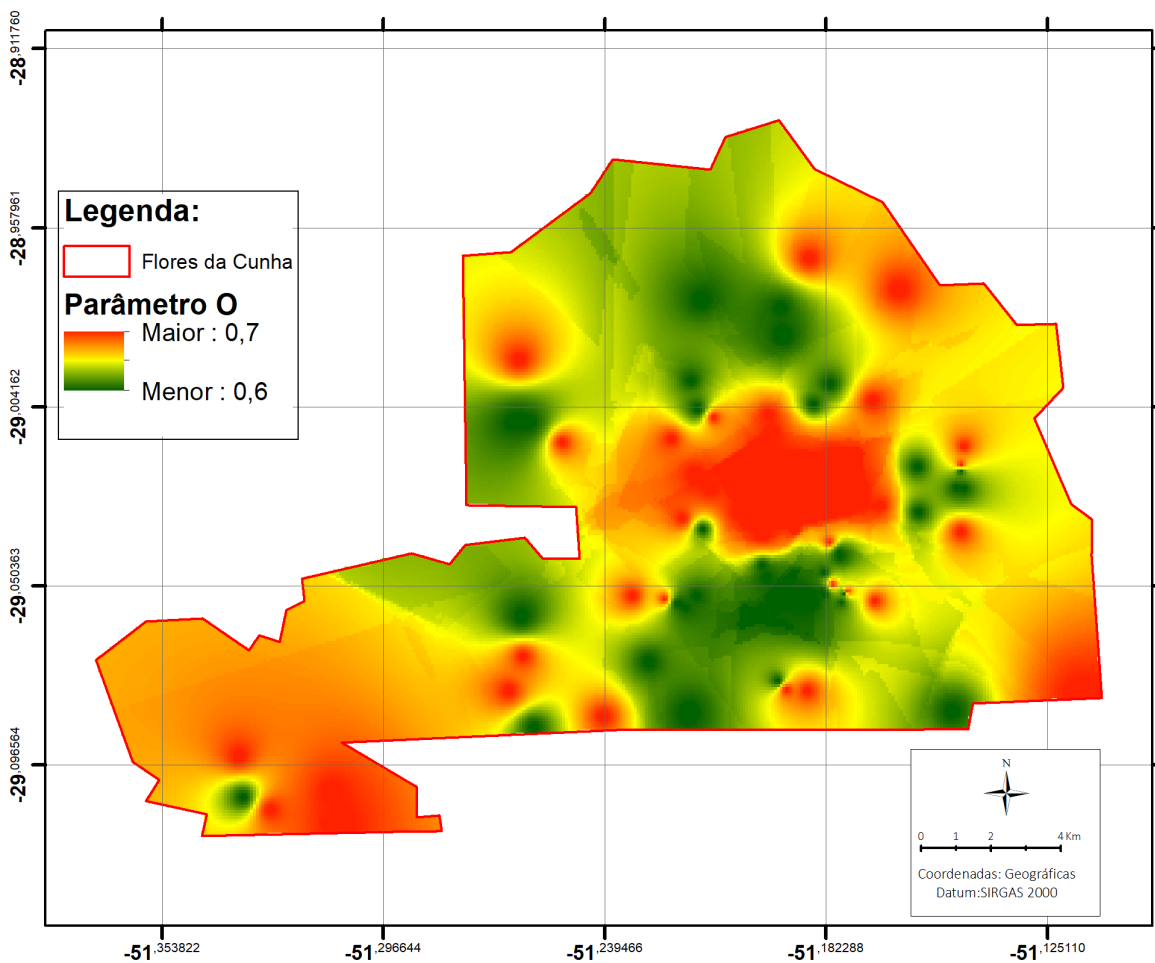 -28,911760
-28,957961
-29,004162
-29,050363
-29,096564
Legenda:
Flores da Cunha
Parâmetro O
Maior : 0,7
Menor : 0,6
N
0 1 2 4 Km
Coordenadas: Geográficas
Datum:SIRGAS 2000
-51,353822 -51,296644 -51,239466 -51,182288 -51,125110